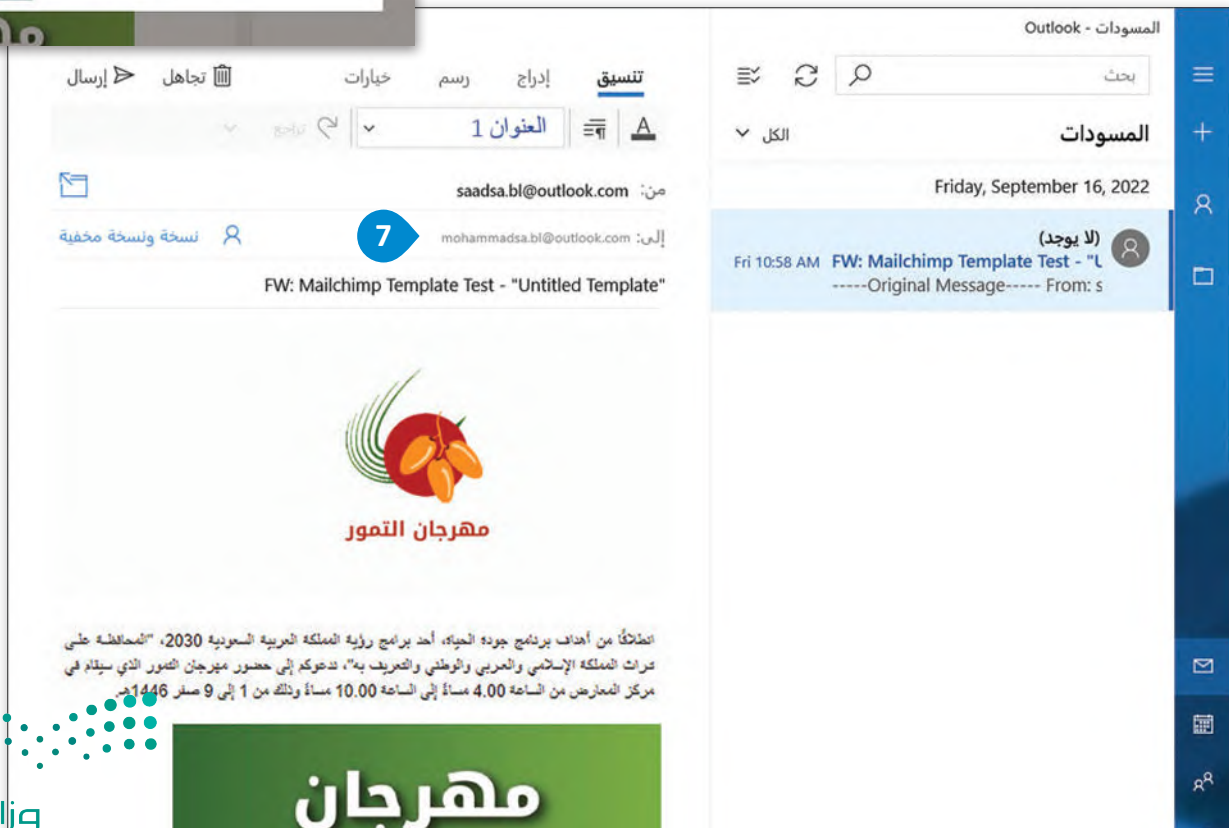 المسودات - Outlook
بحث
المسودات
الكل
Friday, September 16, 2022
(لا يوجد)
FW: Mailchimp Template Test - "U
Fri 10:58 AM
-----Original Message----- From: s
تنسيق إدراج رسم خيارات تجاهل إرسال
العنوان 1
تراجع
من: saadsa.bl@outlook.com
إلى: mohammadsa.bl@outlook.com
7
نسخة ونسخة مخفية
FW: Mailchimp Template Test - "Untitled Template"
مهرجان التمور
انطلاقًا من أهداف برنامج جودة الحياة، أحد برامج رؤية المملكة العربية السعودية 2030، "المحافظة على
تراث المملكة الإسلامي والعربي والوطني والتعريف به"، ندعوكم إلى حضور مهرجان التمور الذي سيقام في
مركز المعارض من الساعة 4.00 مساءً إلى الساعة 10.00 مساءً وذلك من 1 إلى 9 صفر 1446هـ.
مهرجان